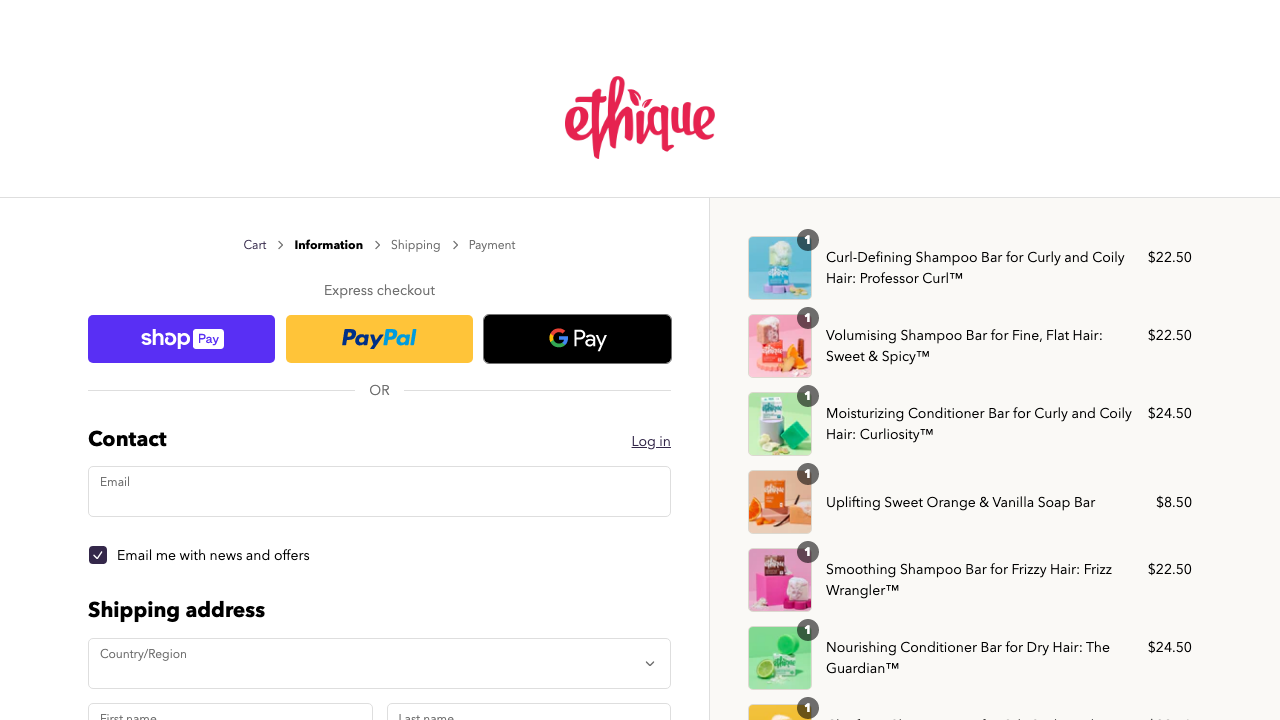 ethique
Cart
Information
Shipping
Payment
Express checkout
shop Pay
PayPal
G Pay
OR
Contact
Log in
Email
Email me with news and offers
Shipping address
Country/Region
First name
Last name
1
Curl-Defining Shampoo Bar for Curly and Coily
Hair: Professor Curl™
$22.50
1
Volumising Shampoo Bar for Fine, Flat Hair:
Sweet & Spicy™
$22.50
1
Moisturizing Conditioner Bar for Curly and Coily
Hair: Curliosity™
$24.50
1
Uplifting Sweet Orange & Vanilla Soap Bar
$8.50
1
Smoothing Shampoo Bar for Frizzy Hair: Frizz
Wrangler™
$22.50
1
Nourishing Conditioner Bar for Dry Hair: The
Guardian™
$24.50
1